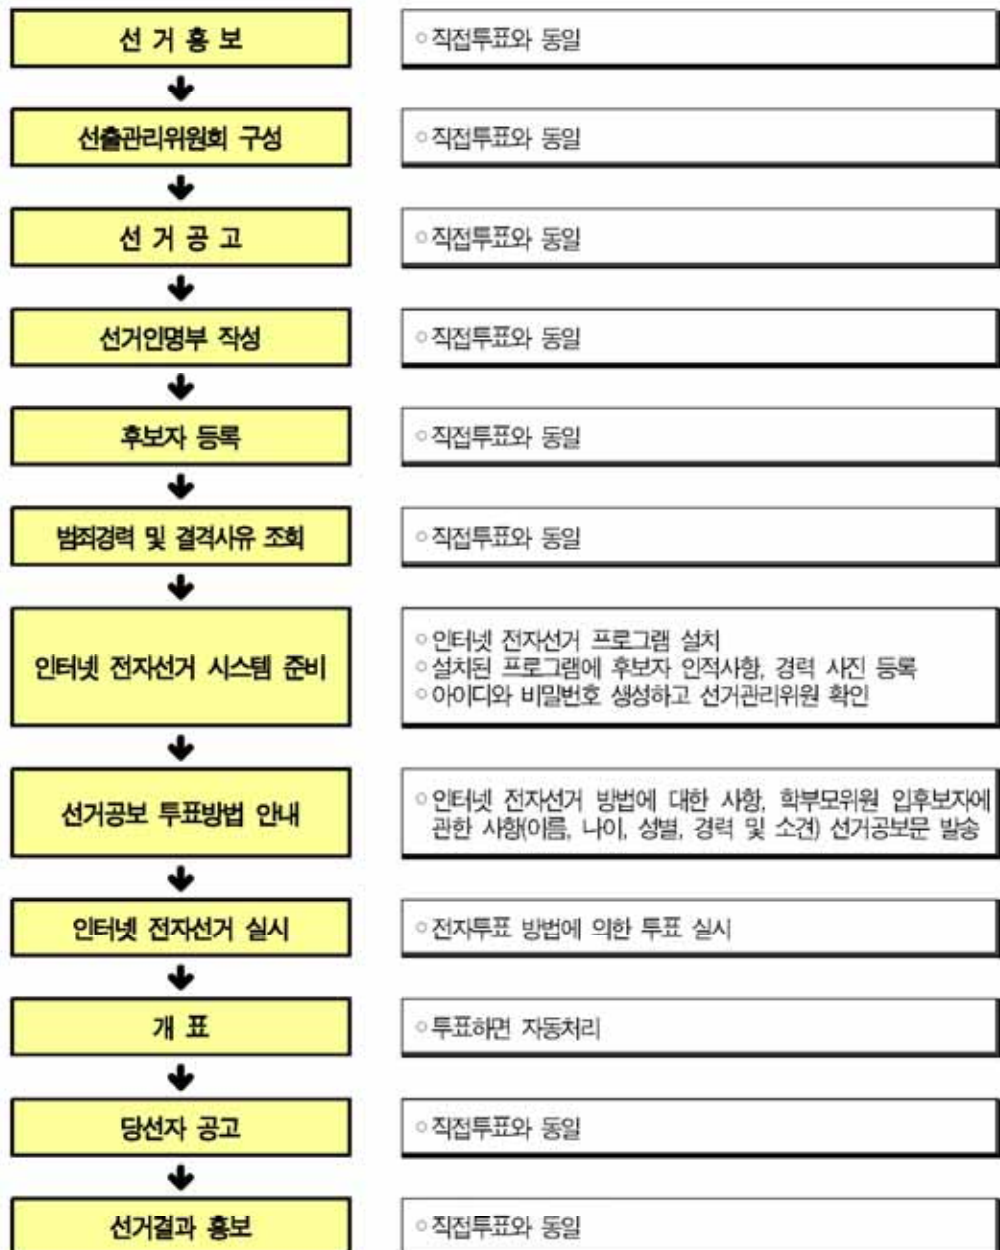 선 거 홍 보
○ 직접투표와 동일
선출관리위원회 구성
○ 직접투표와 동일
선 거 공 고
○ 직접투표와 동일
선거인명부 작성
○ 직접투표와 동일
후보자 등록
○ 직접투표와 동일
범죄경력 및 결격사유 조회
○ 직접투표와 동일
인터넷 전자선거 시스템 준비
○ 인터넷 전자선거 프로그램 설치
○ 설치된 프로그램에 후보자 인적사항, 경력 사진 등록
○ 아이디와 비밀번호 생성하고 선거관리위원 확인
선거공보 투표방법 안내
○ 인터넷 전자선거 방법에 대한 사항, 학부모위원 입후보자에
관한 사항(이름, 나이, 성별, 경력 및 소견) 선거공보문 발송
인터넷 전자선거 실시
○ 전자투표 방법에 의한 투표 실시
개 표
○ 투표하면 자동처리
당선자 공고
○ 직접투표와 동일
선거결과 홍보
○ 직접투표와 동일